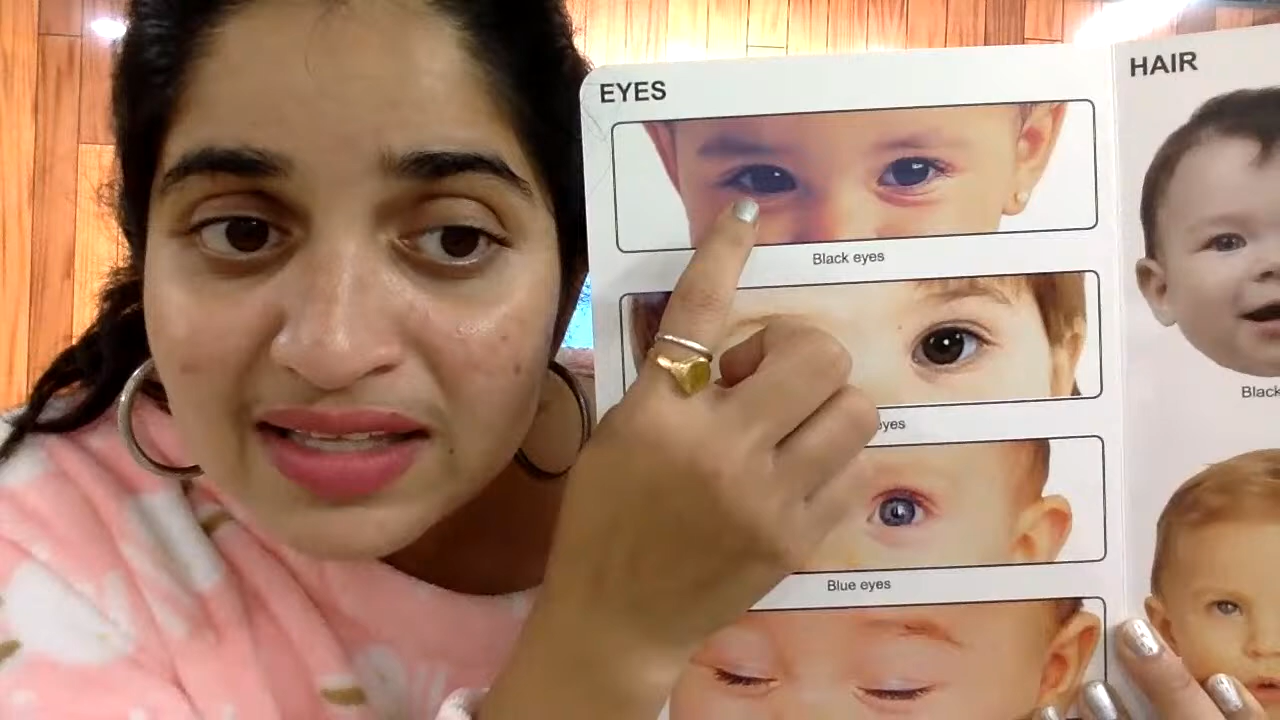 EYES
HAIR
Black eyes
eyes
Blue eyes
Black